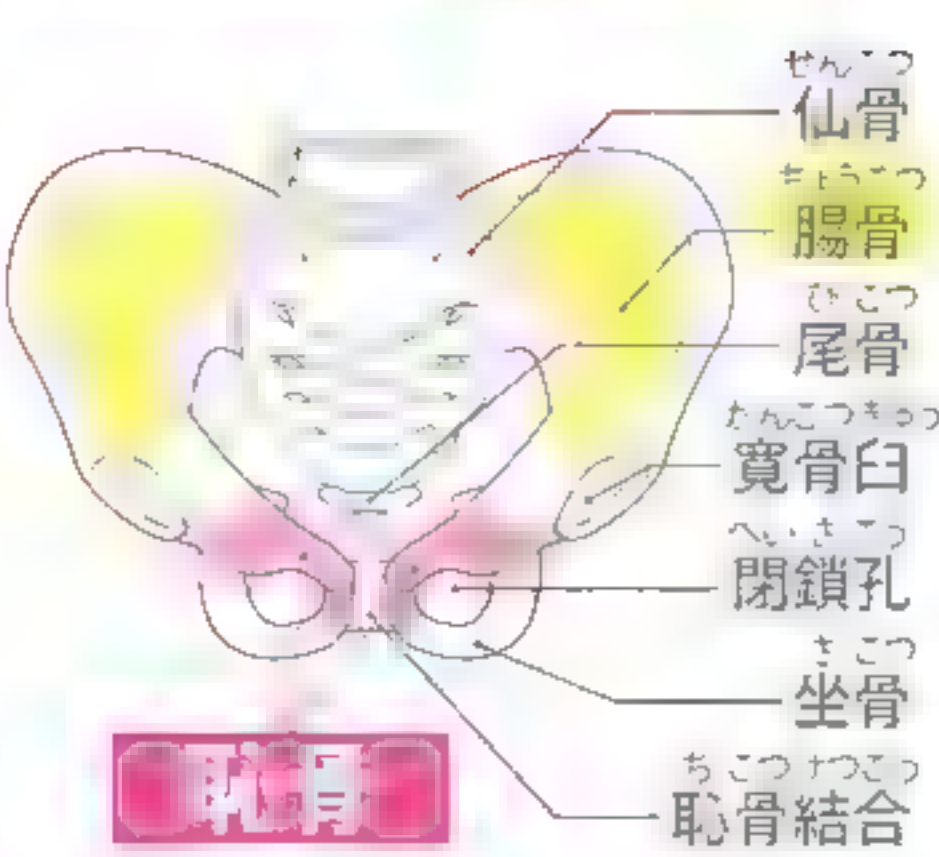 せんこつ
仙骨
ちょうこつ
腸骨
びこつ
尾骨
かんこつきゅう
寛骨臼
へいさこう
閉鎖孔
ざこつ
坐骨
ちこつけつごう
恥骨結合